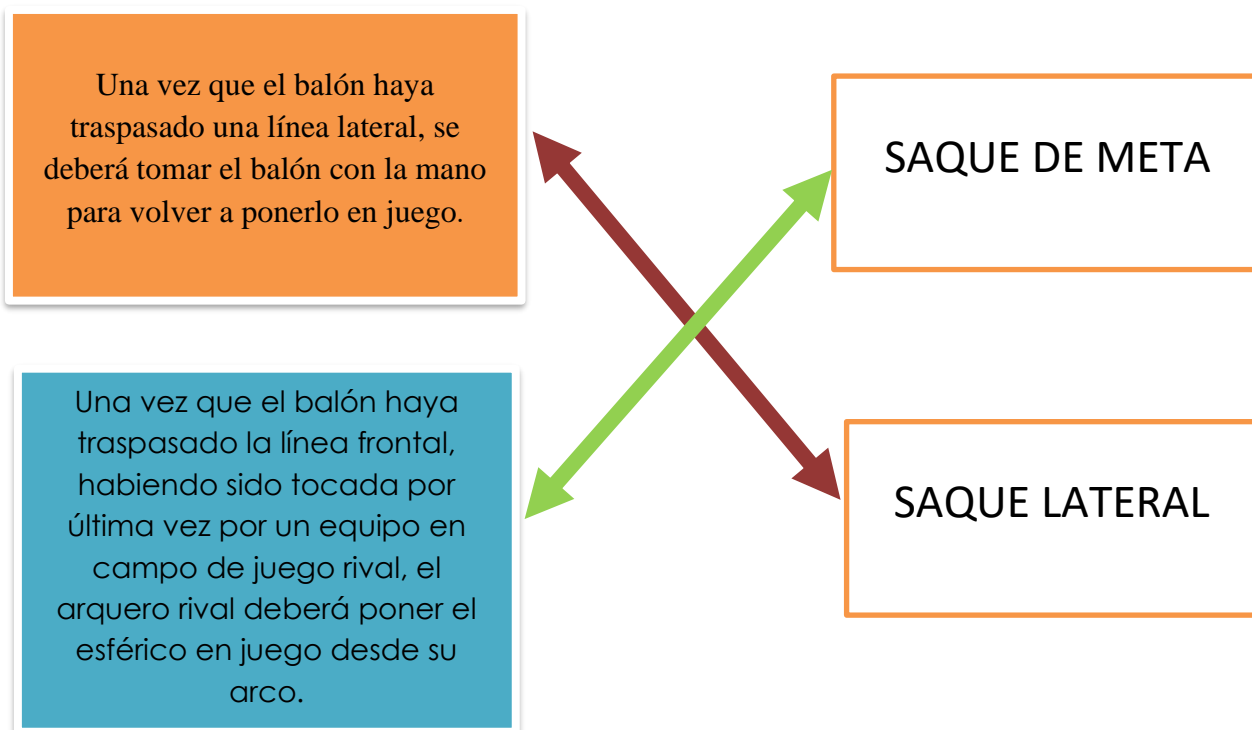 Una vez que el balón haya
traspasado una línea lateral, se
deberá tomar el balón con la mano
para volver a ponerlo en juego.
SAQUE DE META
Una vez que el balón haya
traspasado la línea frontal,
habiendo sido tocada por
última vez por un equipo en
campo de juego rival, el
arquero rival deberá poner el
esférico en juego desde su
arco.
SAQUE LATERAL